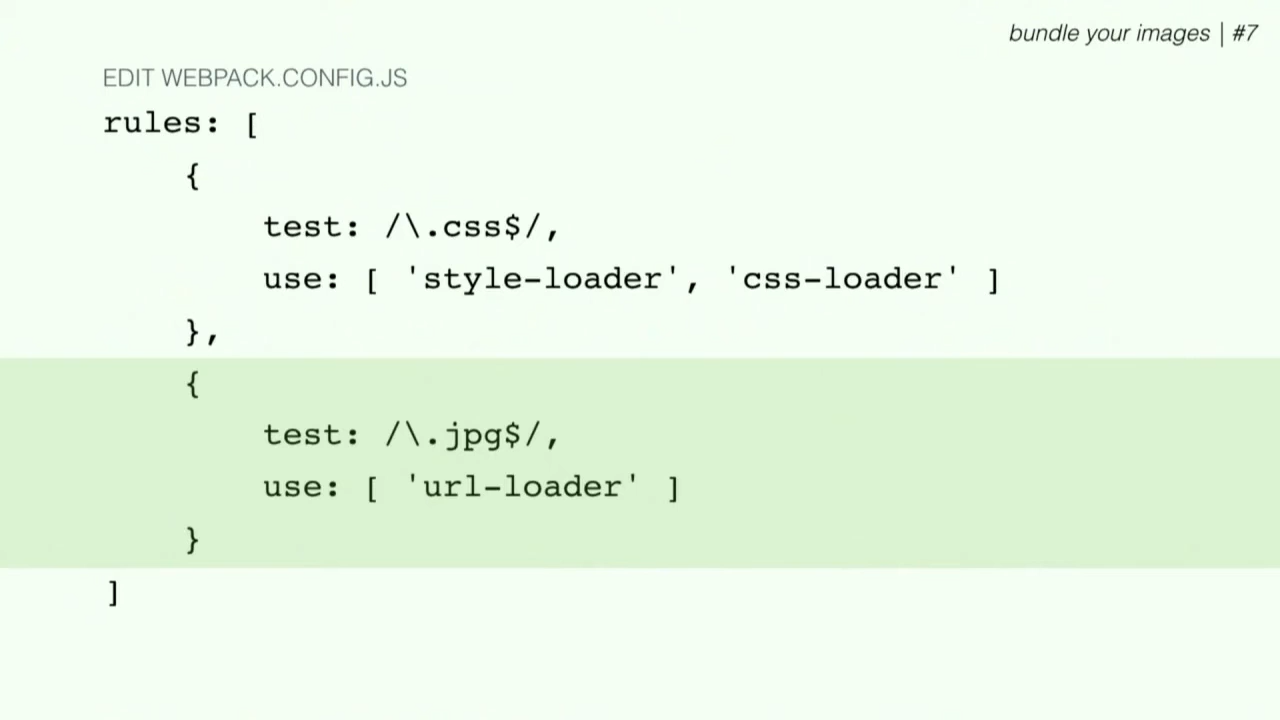 bundle your images | #7
EDIT WEBPACK.CONFIG.JS
rules: [
{
test: /\.css$/,
use: [ 'style-loader', 'css-loader' ]
},
{
test: /\.jpg$/,
use: [ 'url-loader' ]
}
]